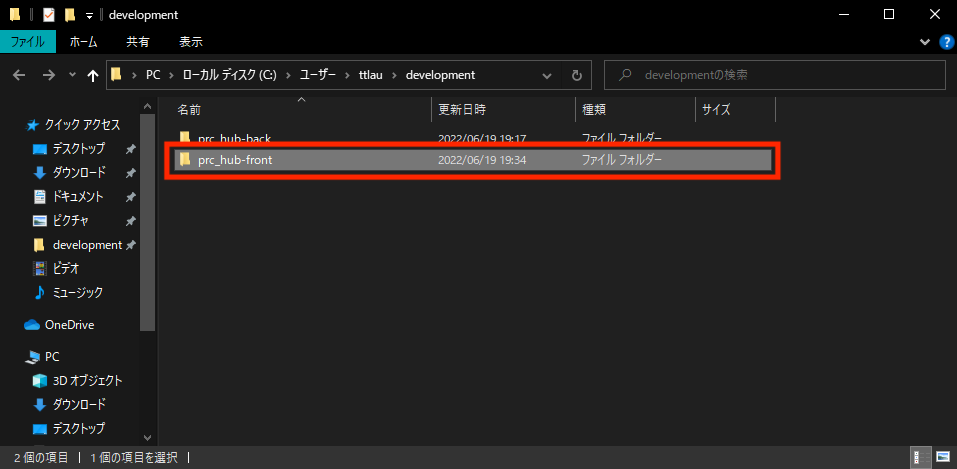 development
ファイル ホーム 共有 表示
PC ローカル ディスク (C:) ユーザー ttlau development developmentの検索
名前 更新日時 種類 サイズ
prc_hub-back 2022/06/19 19:17 ファイル フォルダー
prc_hub-front 2022/06/19 19:34 ファイル フォルダー
クイック アクセス
デスクトップ
ダウンロード
ドキュメント
ピクチャ
development
ビデオ
ミュージック
OneDrive
PC
3D オブジェクト
ダウンロード
デスクトップ
2 個の項目 1 個の項目を選択